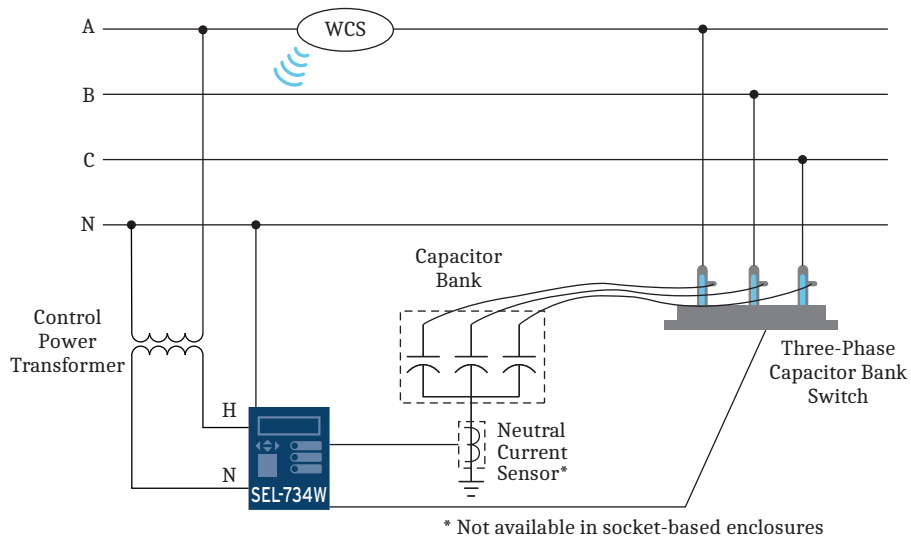 A
WCS
B
C
N
Capacitor
Bank
Control
Power
Transformer
Three-Phase
Capacitor Bank
Switch
H
N
SEL-734W
Neutral
Current
Sensor*
* Not available in socket-based enclosures